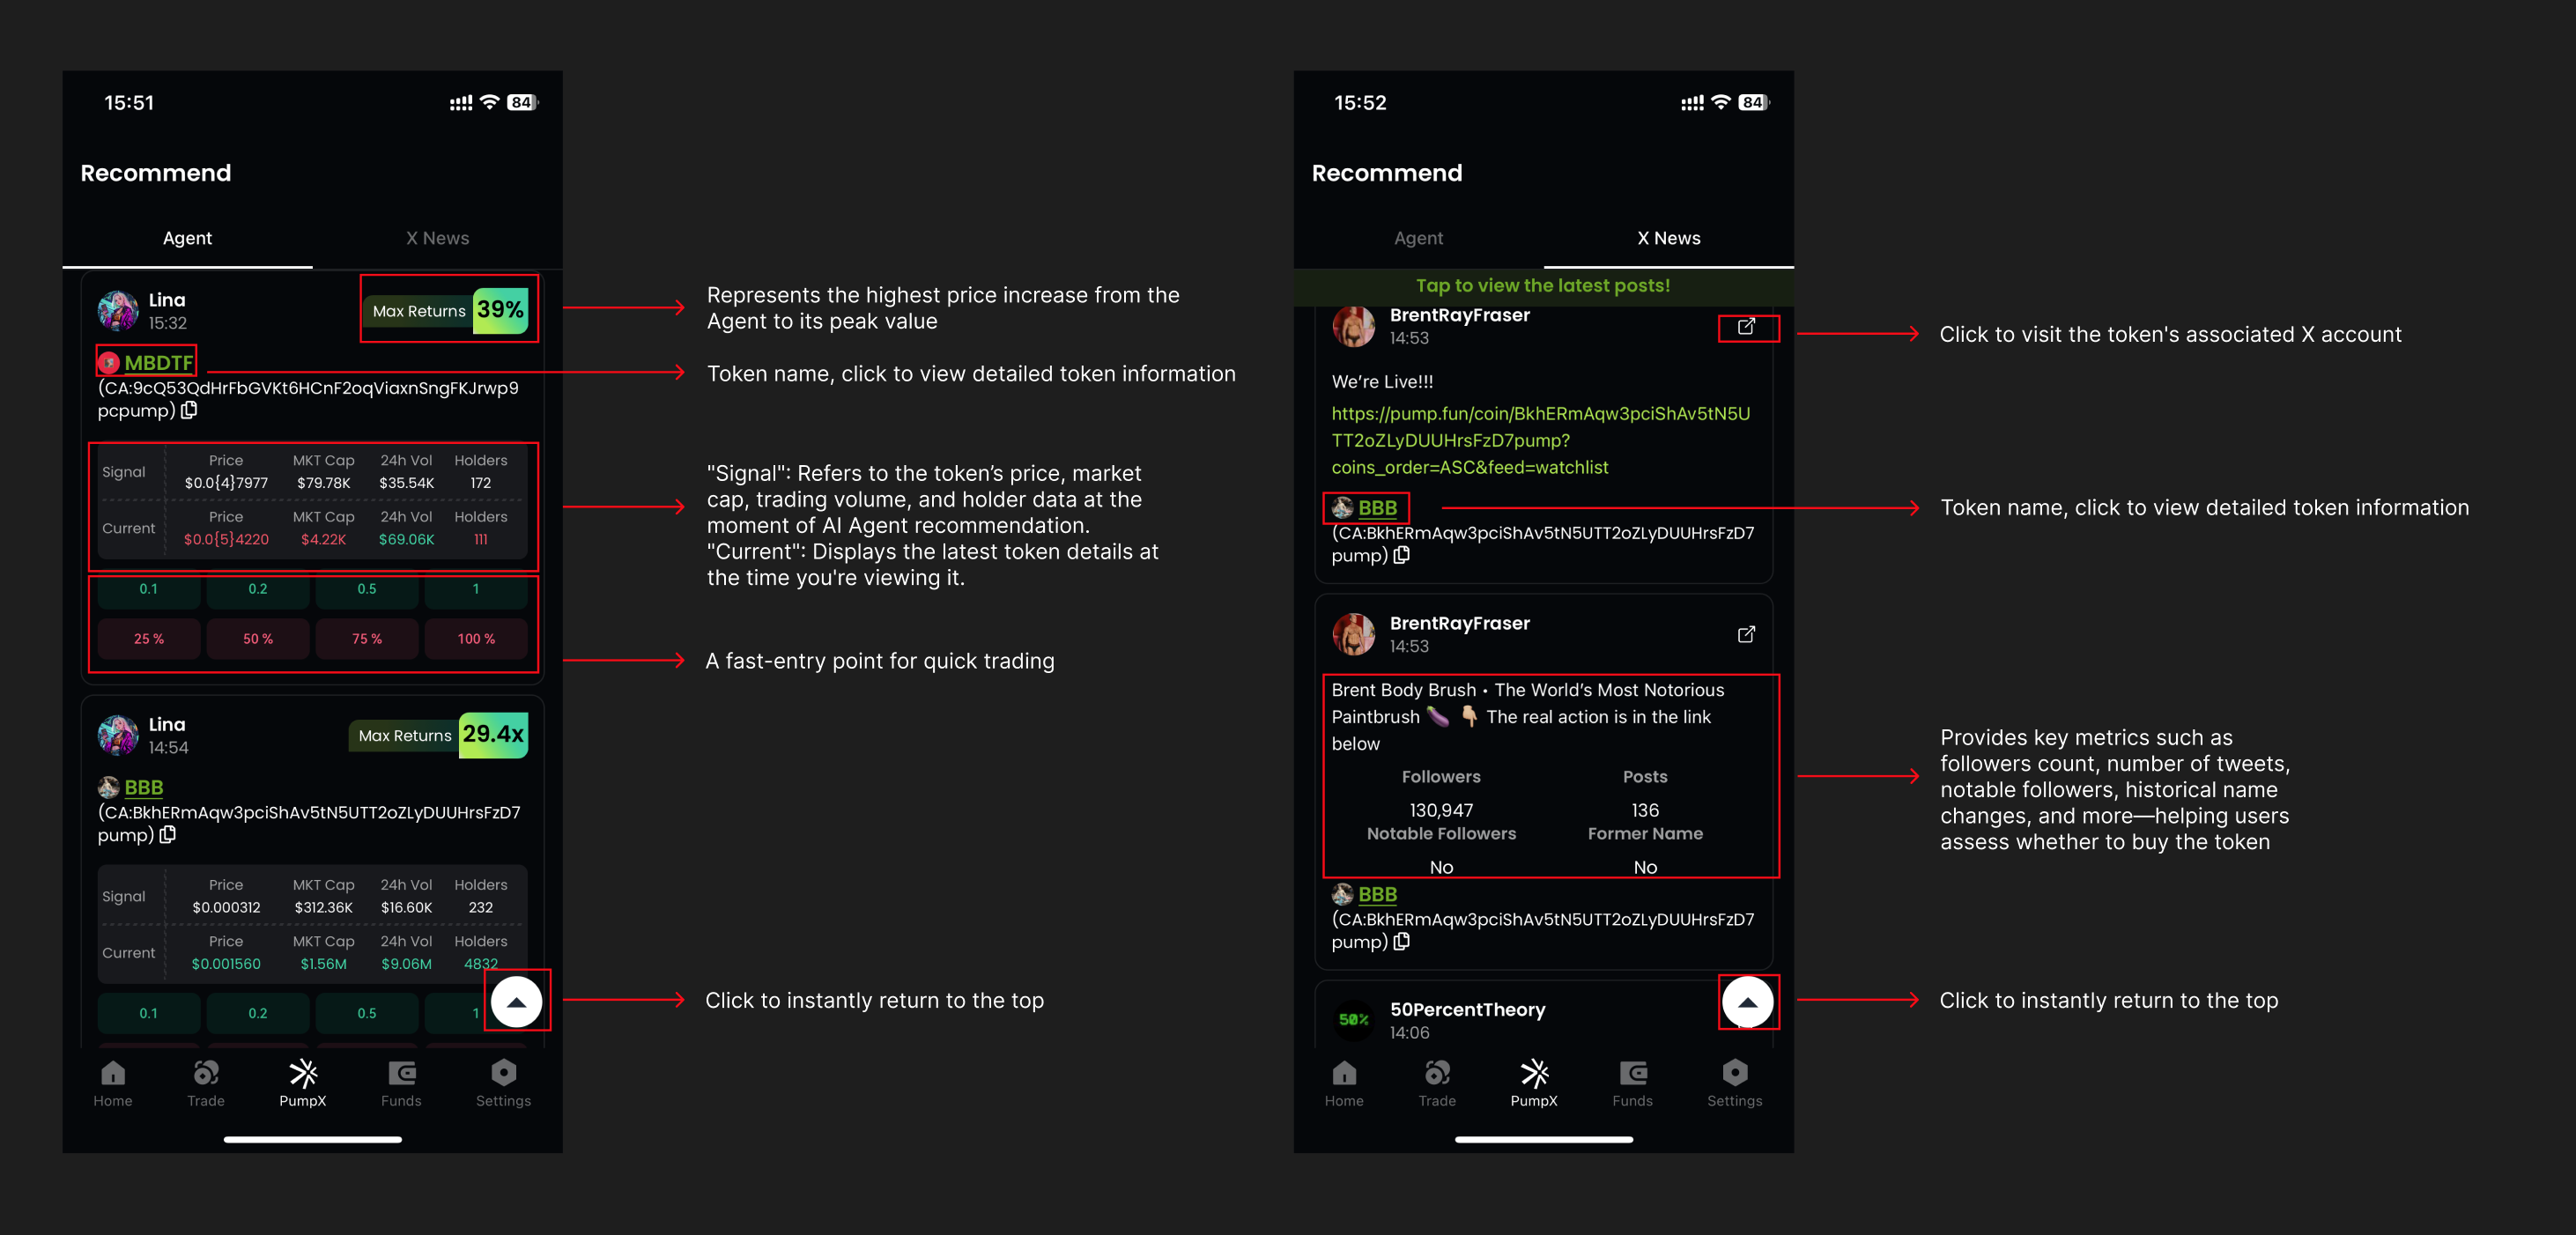 15:51
84
Recommend
Agent
X News
Lina
15:32
Max Returns
39%
MBDTF
(CA:9cQ53QdHrFbGVKt6HCnF2oqViaxnSngFKJrwp9
pcpump)
Signal
Price
MKT Cap
24h Vol
Holders
$0.0{4}7977
$79.78K
$35.54K
172
Current
Price
MKT Cap
24h Vol
Holders
$0.0{5}4220
$4.22K
$69.06K
111
0.1
0.2
0.5
1
25 %
50 %
75 %
100 %
Lina
14:54
Max Returns
29.4x
BBB
(CA:BkhERmAqw3pciShAv5tN5UTT2oZLyDUUHrsFzD7
pump)
Signal
Price
MKT Cap
24h Vol
Holders
$0.000312
$312.36K
$16.60K
232
Current
Price
MKT Cap
24h Vol
Holders
$0.001560
$1.56M
$9.06M
4832
0.1
0.2
0.5
1
Home
Trade
PumpX
Funds
Settings
Represents the highest price increase from the
Agent to its peak value
Token name, click to view detailed token information
"Signal": Refers to the token’s price, market
cap, trading volume, and holder data at the
moment of AI Agent recommendation.
"Current": Displays the latest token details at
the time you're viewing it.
A fast-entry point for quick trading
Click to instantly return to the top
15:52
84
Recommend
Agent
X News
Tap to view the latest posts!
BrentRayFraser
14:53
We’re Live!!!
https://pump.fun/coin/BkhERmAqw3pciShAv5tN5U
TT2oZLyDUUHrsFzD7pump?
coins_order=ASC&feed=watchlist
BBB
(CA:BkhERmAqw3pciShAv5tN5UTT2oZLyDUUHrsFzD7
pump)
BrentRayFraser
14:53
Brent Body Brush • The World’s Most Notorious
Paintbrush 🍆 👇🏼 The real action is in the link
below
Followers
Posts
130,947
136
Notable Followers
Former Name
No
No
BBB
(CA:BkhERmAqw3pciShAv5tN5UTT2oZLyDUUHrsFzD7
pump)
50%
50PercentTheory
14:06
Home
Trade
PumpX
Funds
Settings
Click to visit the token's associated X account
Token name, click to view detailed token information
Provides key metrics such as
followers count, number of tweets,
notable followers, historical name
changes, and more—helping users
assess whether to buy the token
Click to instantly return to the top